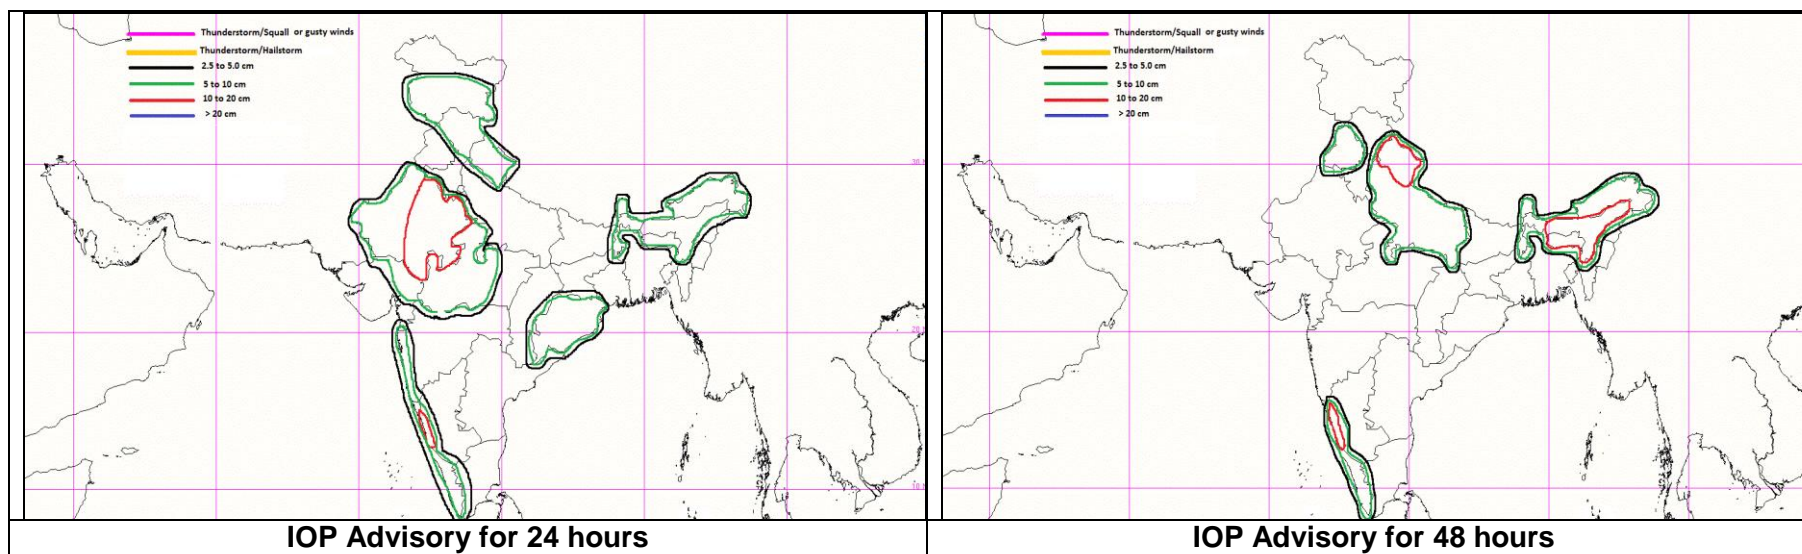 Thunderstorm/Squall or gusty winds
Thunderstorm/Hailstorm
2.5 to 5.0 cm
5 to 10 cm
10 to 20 cm
> 20 cm
30 N
20 N
IOP Advisory for 24 hours
Thunderstorm/Squall or gusty winds
Thunderstorm/Hailstorm
2.5 to 5.0 cm
5 to 10 cm
10 to 20 cm
> 20 cm
IOP Advisory for 48 hours